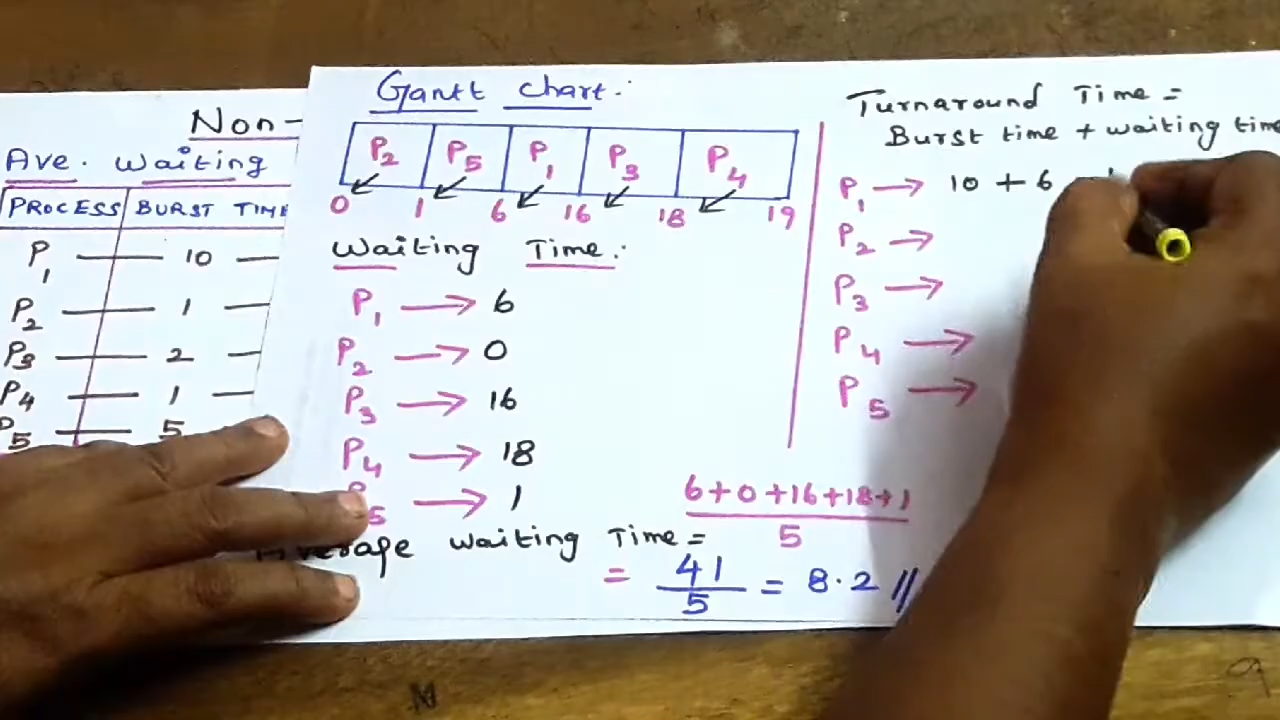 Non-
Ave. Waiting
PROCESS BURST TIME
P1 10
P2 1
P3 2
P4 1
P5 5
Gantt chart:
P2 P5 P1 P3 P4
0 1 6 16 18 19
Waiting Time:
P1 → 6
P2 → 0
P3 → 16
P4 → 18
P5 → 1
Average waiting Time =
6+0+16+18+1
5
= 41/5 = 8.2 //
Turnaround Time =
Burst time + waiting time
P1 → 10 + 6
P2 →
P3 →
P4 →
P5 →